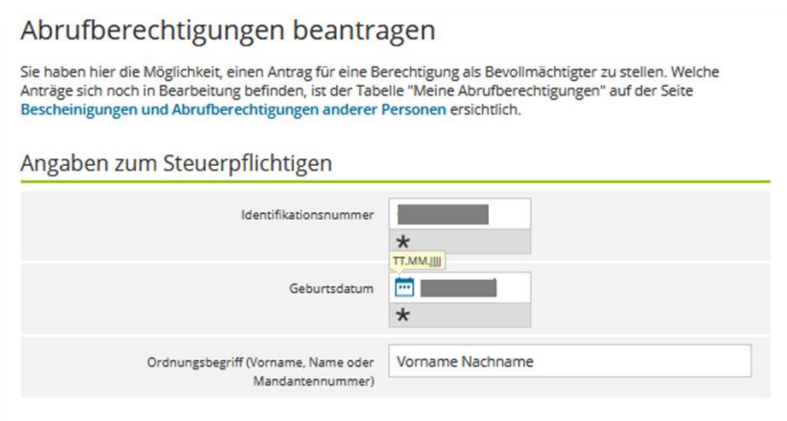 Abrufberechtigungen beantragen
Sie haben hier die Möglichkeit, einen Antrag für eine Berechtigung als Bevollmächtigter zu stellen. Welche
Anträge sich noch in Bearbeitung befinden, ist der Tabelle "Meine Abrufberechtigungen" auf der Seite
Bescheinigungen und Abrufberechtigungen anderer Personen ersichtlich.
Angaben zum Steuerpflichtigen
Identifikationsnummer
*
TT.MM.JJJJ
Geburtsdatum
*
Ordnungsbegriff (Vorname, Name oder
Mandantennummer)
Vorname Nachname